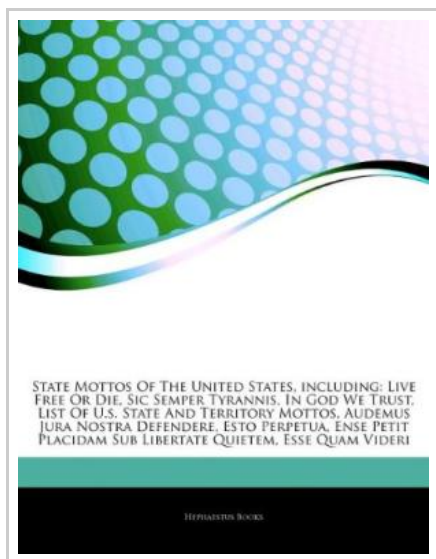 State Mottos Of The United States, including: Live
Free Or Die, Sic Semper Tyrannis, In God We Trust,
List Of U.S. State And Territory Mottos, Audemus
Jura Nostra Defendere, Esto Perpetua, Ense Petit
Placidam Sub Libertate Quietem, Esse Quam Videri
Hephaestus Books